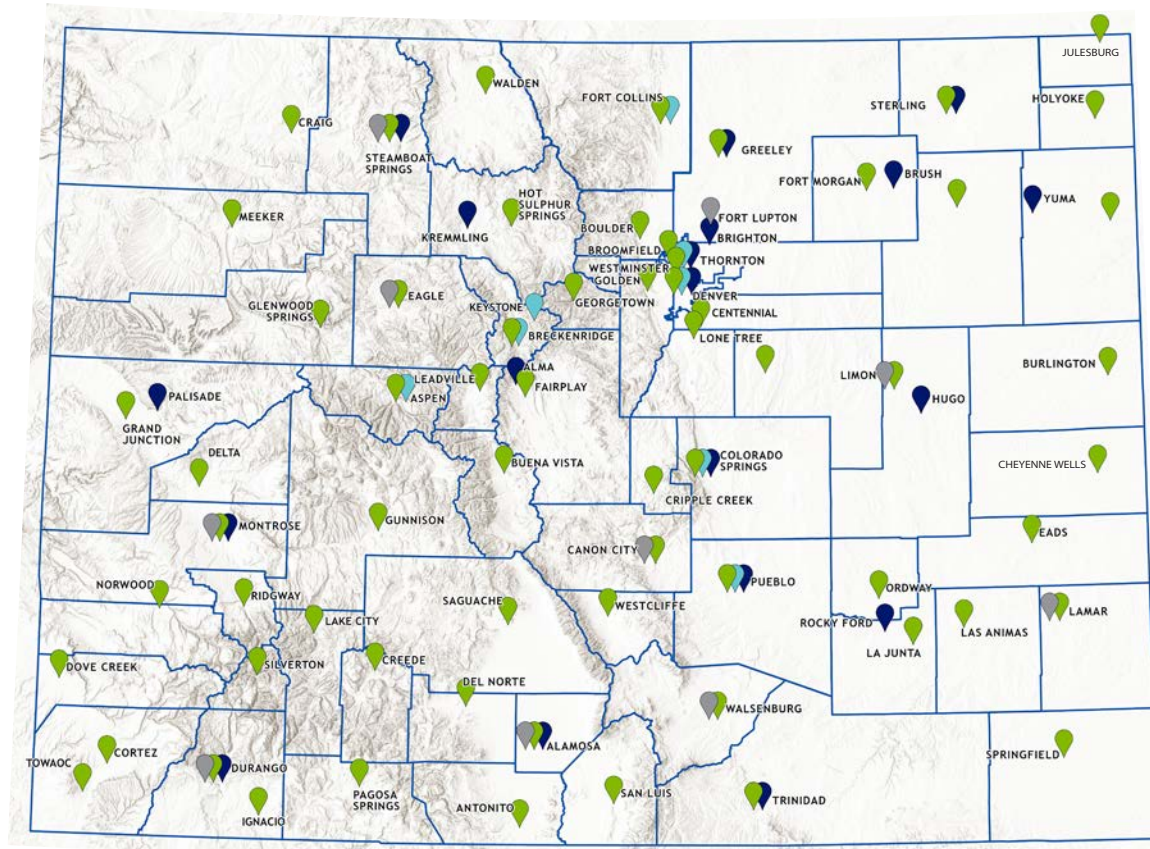 JULESBURG
WALDEN
FORT COLLINS
STERLING
HOLYOKE
CRAIG
STEAMBOAT
SPRINGS
GREELEY
FORT MORGAN
BRUSH
YUMA
MEEKER
HOT
SULPHUR
SPRINGS
KREMMLING
FORT LUPTON
BOULDER
BRIGHTON
BROOMFIELD
THORNTON
WESTMINSTER
GOLDEN
DENVER
EAGLE
GEORGETOWN
GLENWOOD
SPRINGS
KEYSTONE
CENTENNIAL
BRECKENRIDGE
LONE TREE
ALMA
LEADVILLE
FAIRPLAY
ASPEN
LIMON
BURLINGTON
HUGO
PALISADE
GRAND
JUNCTION
DELTA
BUENA VISTA
COLORADO
SPRINGS
CHEYENNE WELLS
CRIPPLE CREEK
MONTROSE
GUNNISON
CANON CITY
EADS
NORWOOD
RIDGWAY
PUEBLO
ORDWAY
SAGUACHE
WESTCLIFFE
LAKE CITY
ROCKY FORD
LAS ANIMAS
LAMAR
LA JUNTA
DOVE CREEK
SILVERTON
CREEDE
DEL NORTE
WALSENBURG
CORTEZ
TOWAOC
DURANGO
ALAMOSA
SPRINGFIELD
PAGOSA
SPRINGS
SAN LUIS
TRINIDAD
ANTONITO
IGNACIO